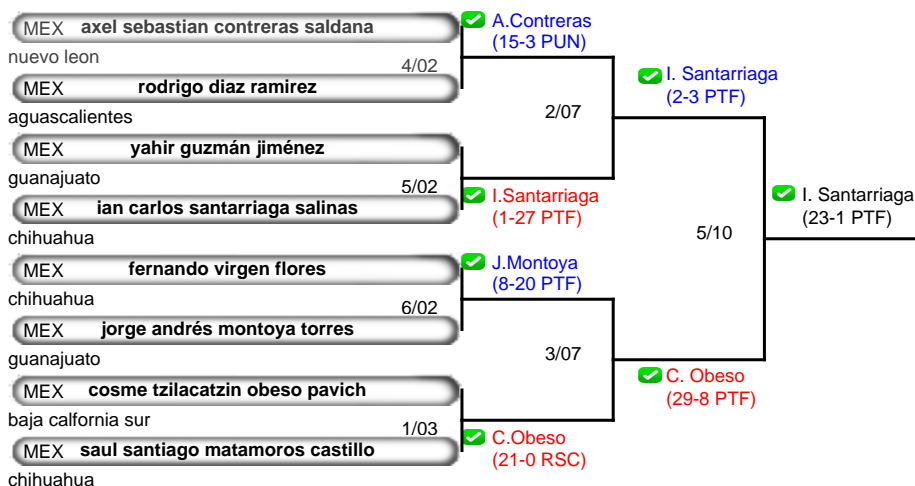 MEX axel sebastian contreras saldana
nuevo leon
4/02
MEX rodrigo diaz ramirez
aguascalientes
MEX yahir guzmán jiménez
guanajuato
5/02
MEX ian carlos santarriaga salinas
chihuahua
MEX fernando virgen flores
chihuahua
6/02
MEX jorge andrés montoya torres
guanajuato
MEX cosme tzilacatzin obeso pavich
baja calfornia sur
1/03
MEX saul santiago matamoros castillo
chihuahua
A.Contreras
(15-3 PUN)
2/07
I.Santarriaga
(1-27 PTF)
J.Montoya
(8-20 PTF)
3/07
C.Obeso
(21-0 RSC)
I. Santarriaga
(2-3 PTF)
5/10
C. Obeso
(29-8 PTF)
I. Santarriaga
(23-1 PTF)